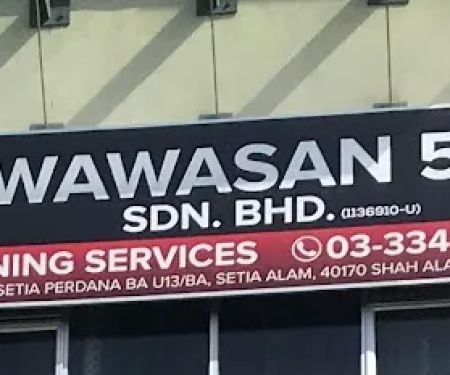 WAWASAN 5
SDN. BHD. (1136910-U)
NING SERVICES 03-334
SETIA PERDANA BA U13/BA, SETIA ALAM, 40170 SHAH ALA